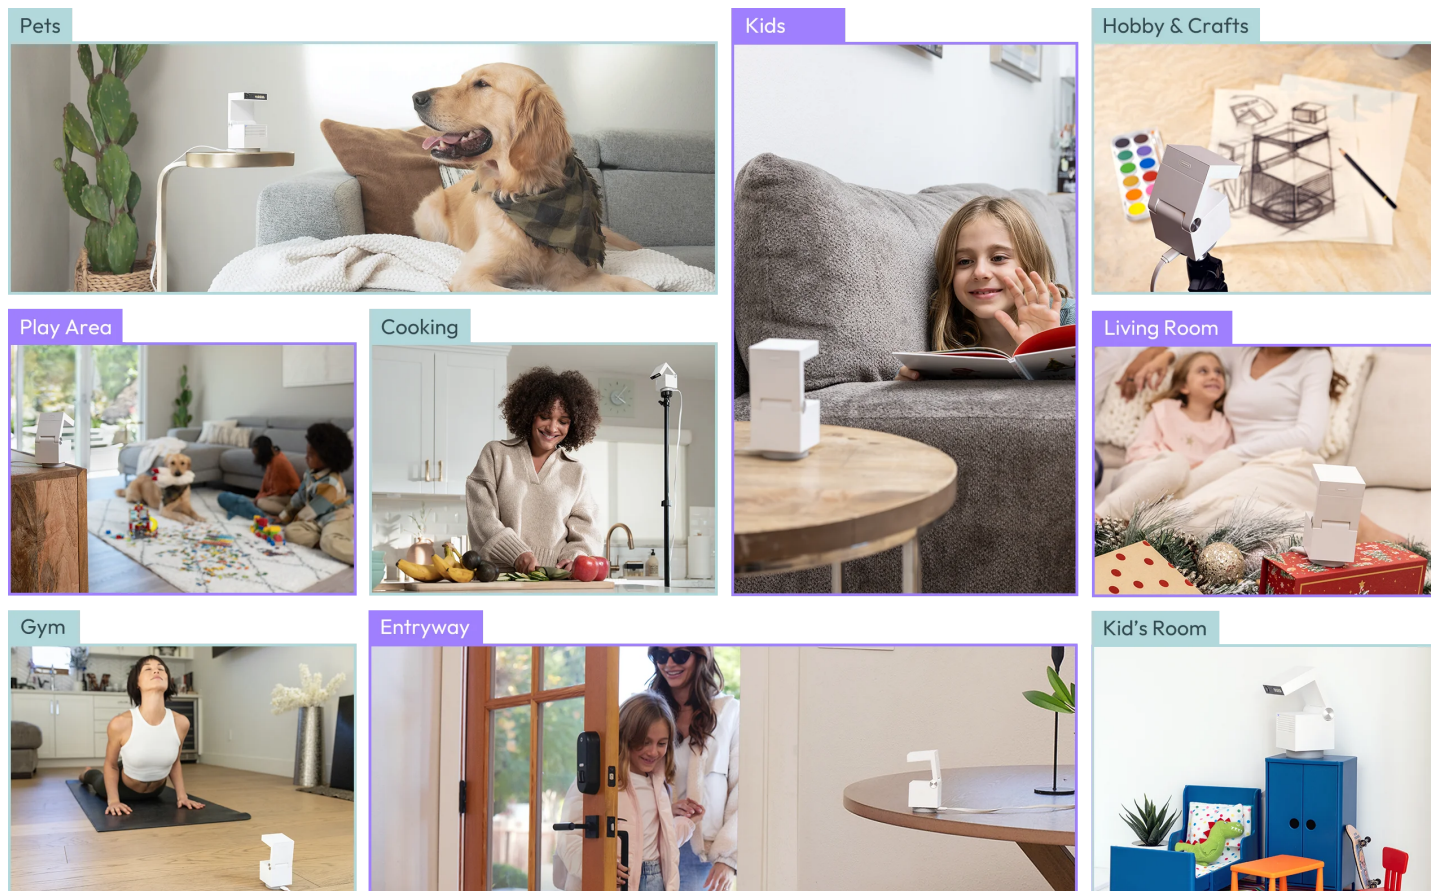 Pets
Kids
Hobby & Crafts
Play Area
Cooking
Living Room
Gym
Entryway
Kid's Room